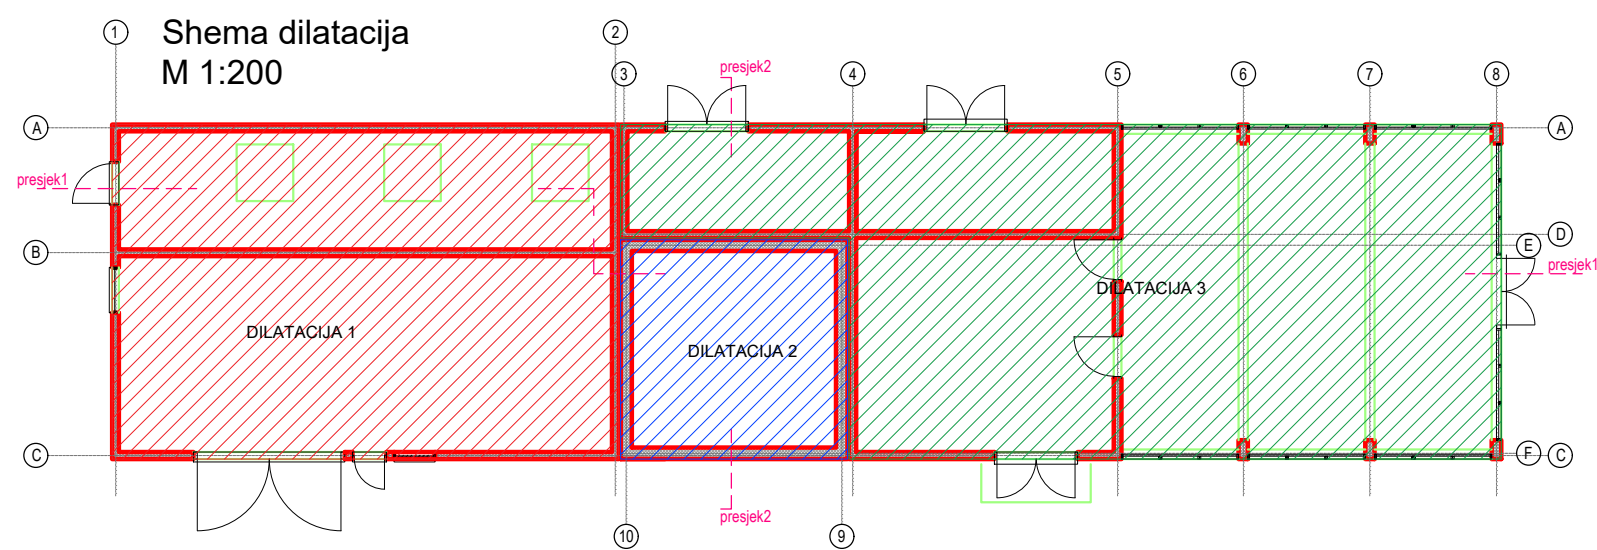 Shema dilatacija
M 1:200
1
2
3
presjek2
4
5
6
7
8
A
A
presjek1
B
D
E
presjek1
DILATACIJA 3
DILATACIJA 1
DILATACIJA 2
C
F
C
presjek2
10
9